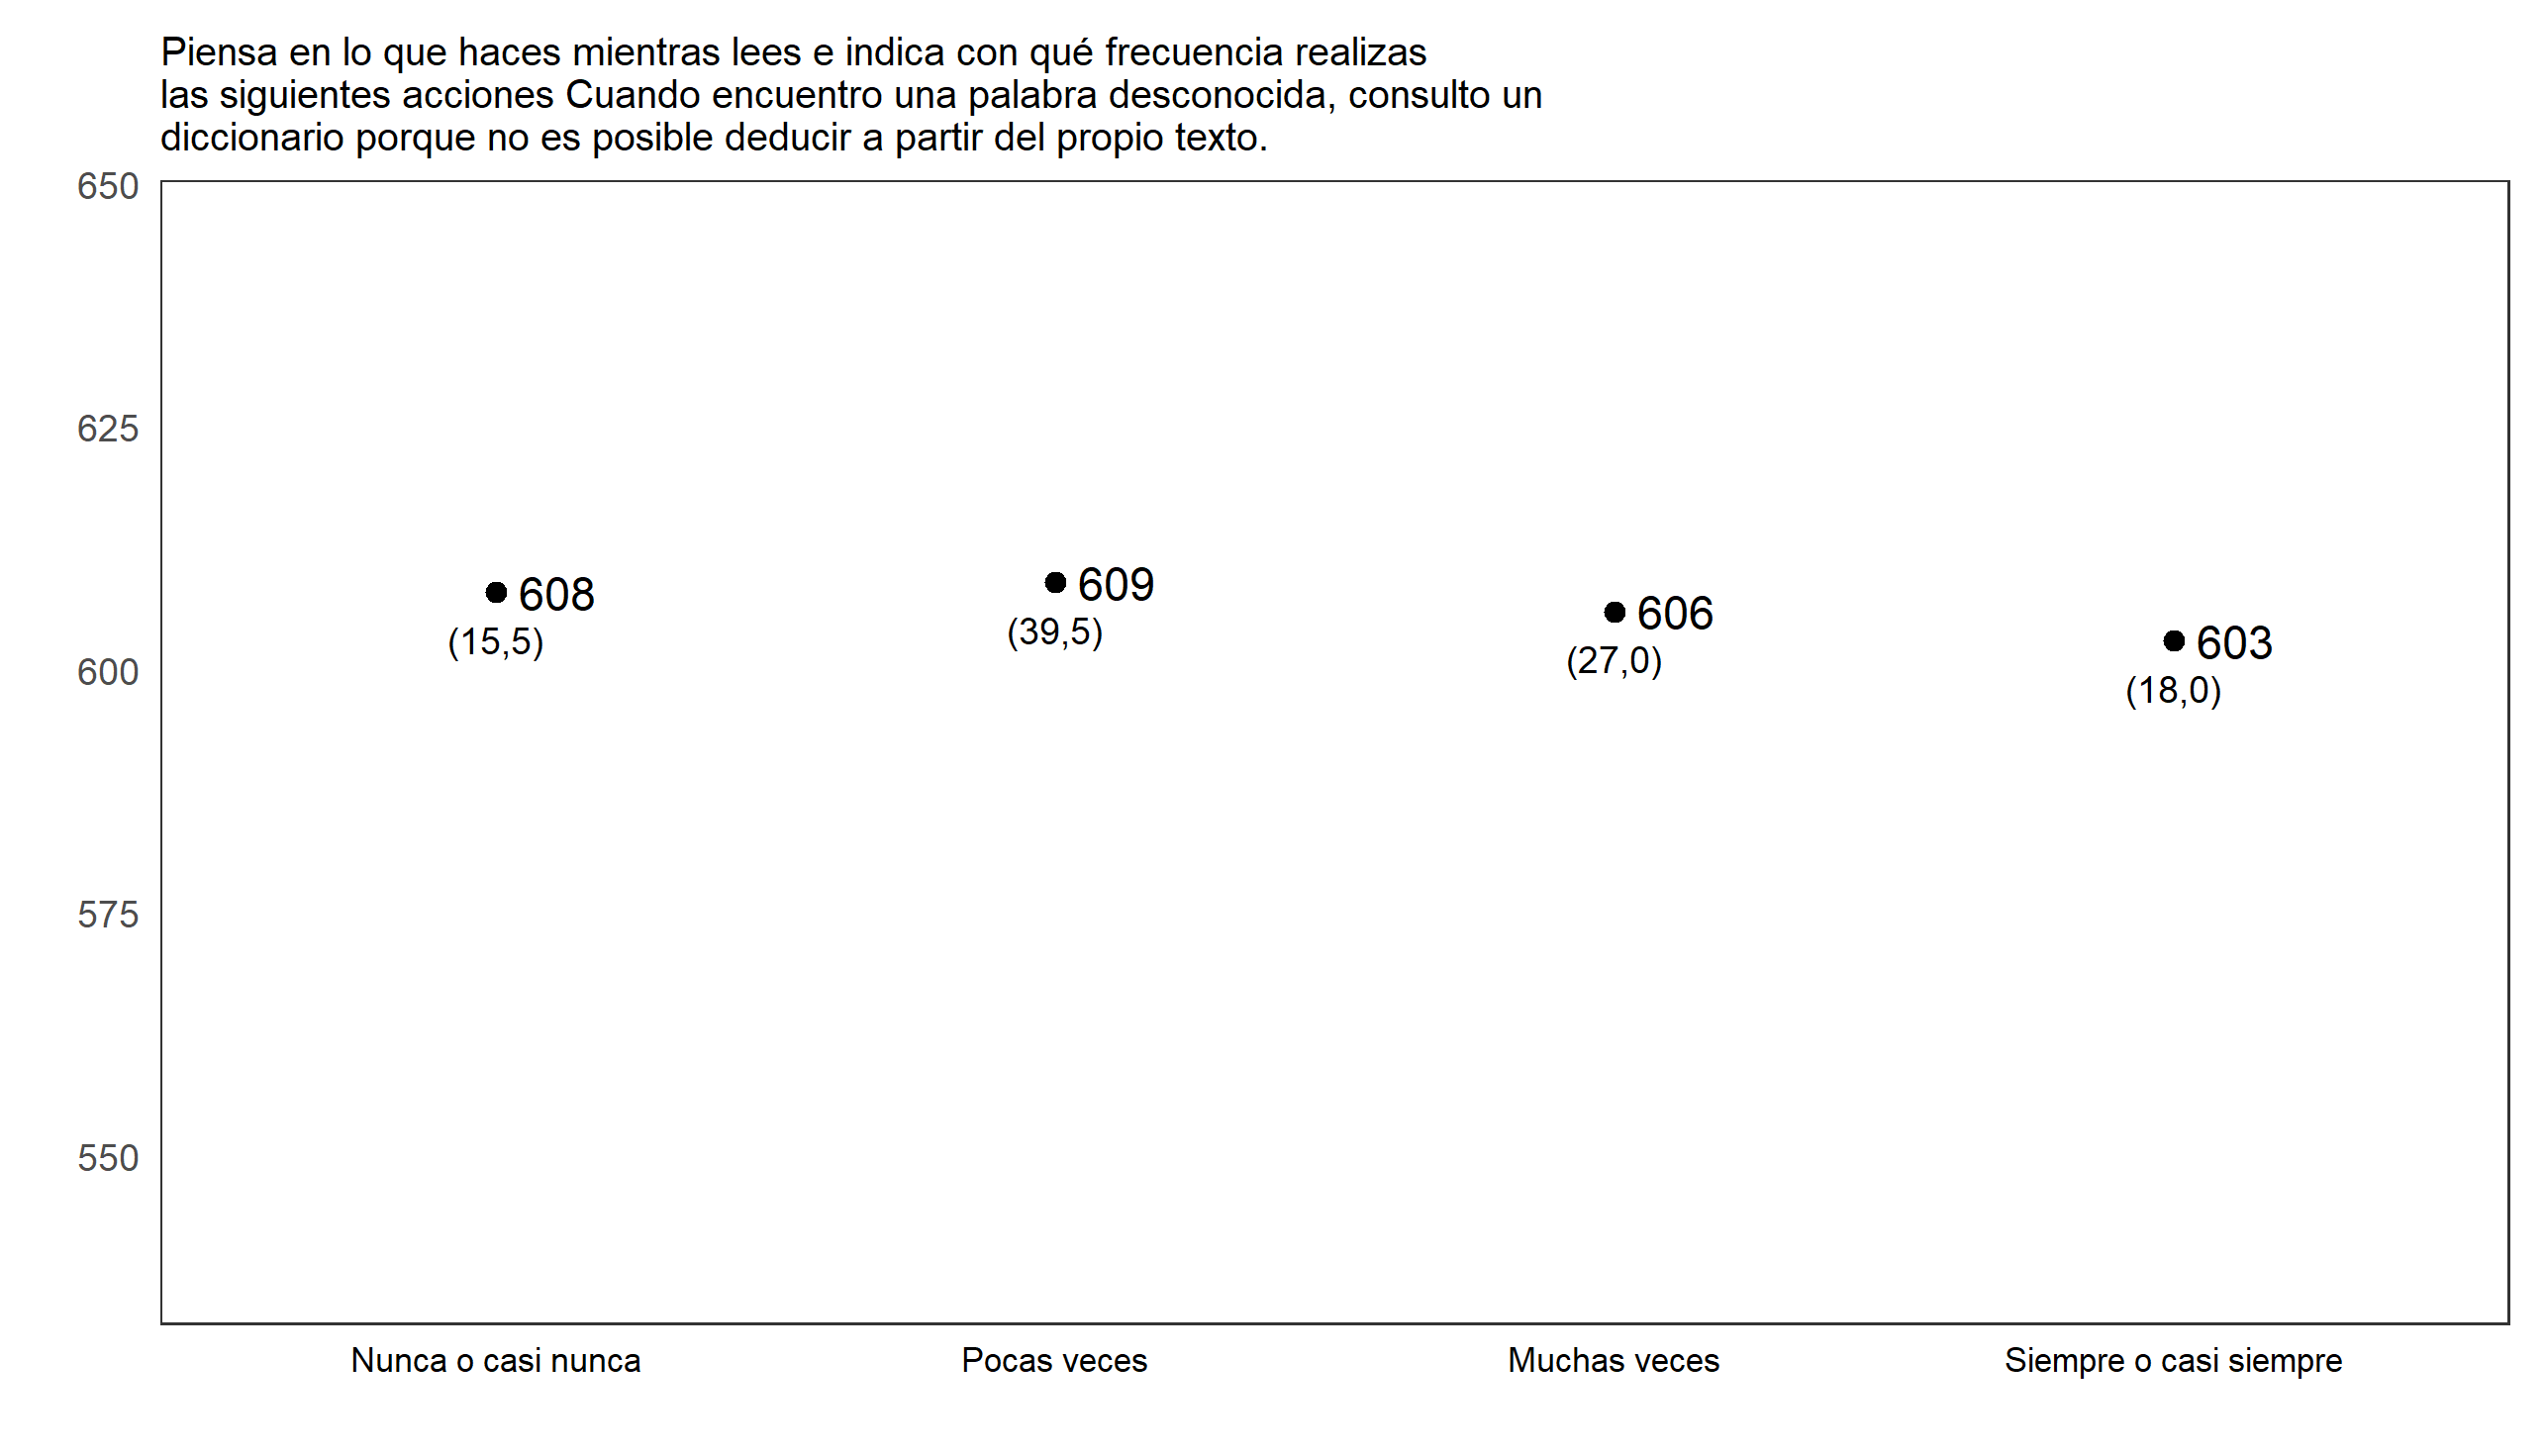 Piensa en lo que haces mientras lees e indica con qué frecuencia realizas
las siguientes acciones Cuando encuentro una palabra desconocida, consulto un
diccionario porque no es posible deducir a partir del propio texto.
650
625
600
575
550
608
(15,5)
609
(39,5)
606
(27,0)
603
(18,0)
Nunca o casi nunca
Pocas veces
Muchas veces
Siempre o casi siempre